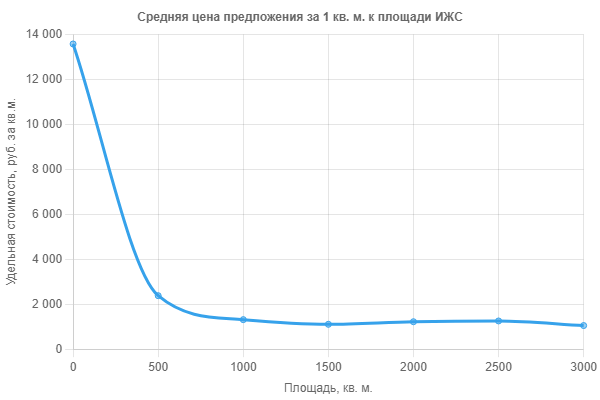 Средняя цена предложения за 1 кв. м. к площади ИЖС
Удельная стоимость, руб. за кв.м.
14 000
12 000
10 000
8 000
6 000
4 000
2 000
0
0 500 1000 1500 2000 2500 3000
Площадь, кв. м.